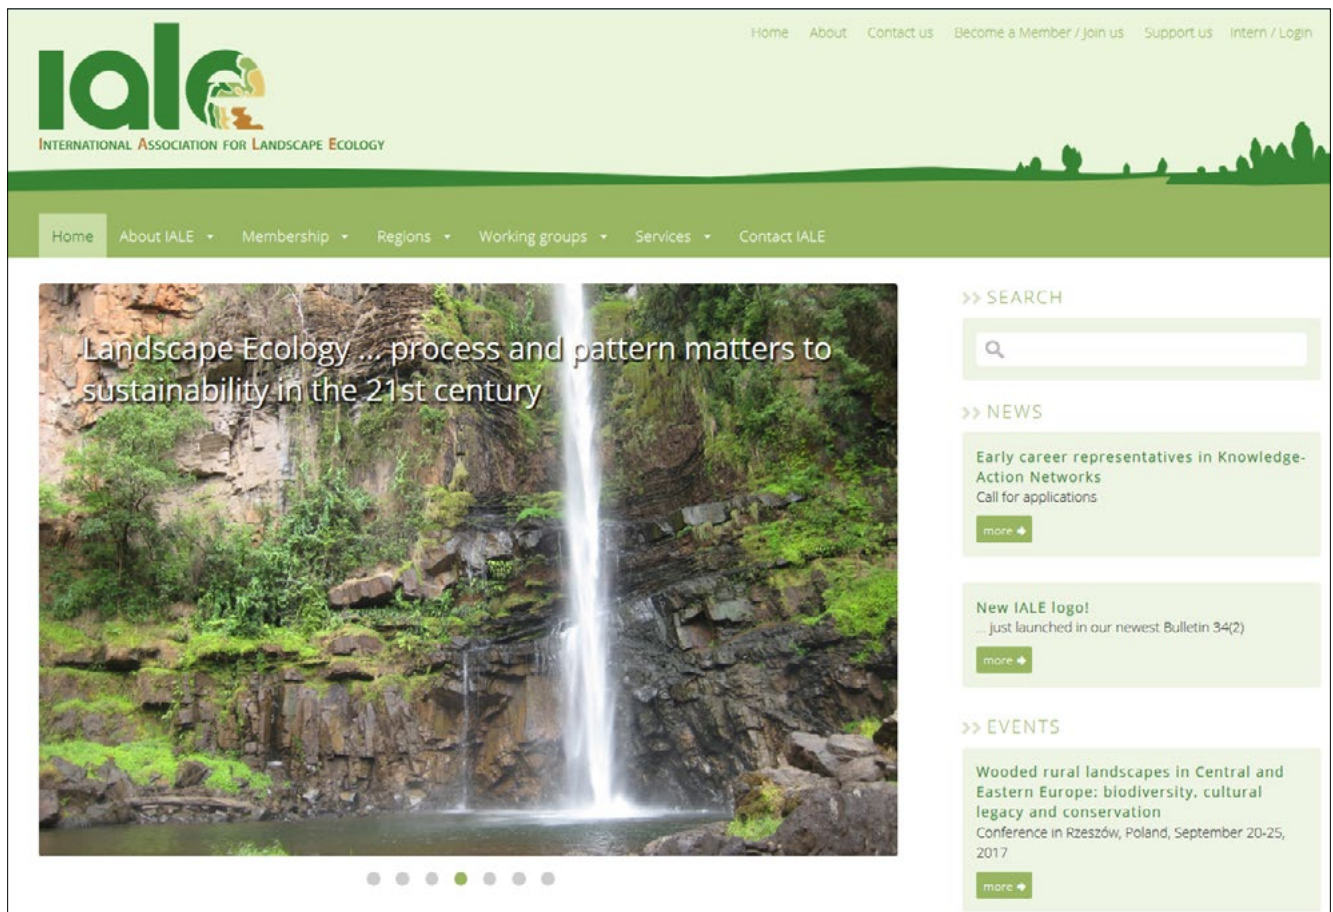 Home About Contact us Become a Member / Join us Support us Intern / Login
iale
INTERNATIONAL ASSOCIATION FOR LANDSCAPE ECOLOGY
Home About IALE Membership Regions Working groups Services Contact IALE
Landscape Ecology ... process and pattern matters to
sustainability in the 21st century
>> SEARCH
>> NEWS
Early career representatives in Knowledge-
Action Networks
Call for applications
more
New IALE logo!
... just launched in our newest Bulletin 34(2)
more
>> EVENTS
Wooded rural landscapes in Central and
Eastern Europe: biodiversity, cultural
legacy and conservation
Conference in Rzeszów, Poland, September 20-25,
2017
more